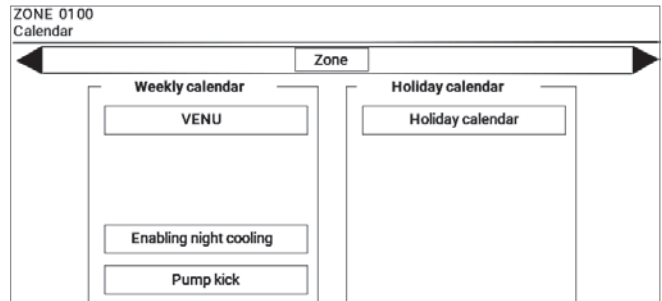 ZONE 0100
Calendar
Zone
Weekly calendar
VENU
Enabling night cooling
Pump kick
Holiday calendar
Holiday calendar